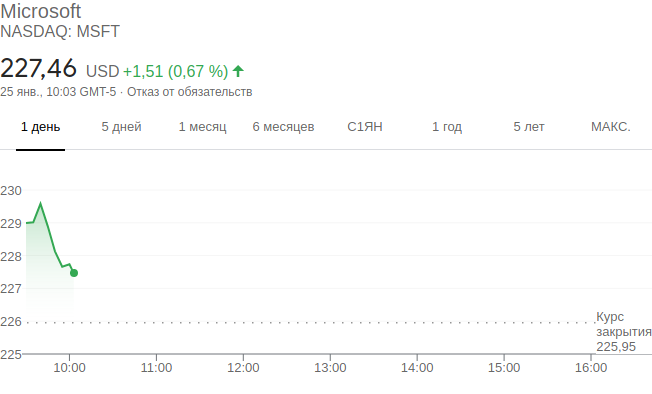 Microsoft
NASDAQ: MSFT
227,46 USD +1,51 (0,67 %)
25 янв., 10:03 GMT-5 · Отказ от обязательств
1 день 5 дней 1 месяц 6 месяцев С1ЯН 1 год 5 лет МАКС.
230
229
228
227
226
225
Курс
закрытия
225,95
10:00 11:00 12:00 13:00 14:00 15:00 16:00